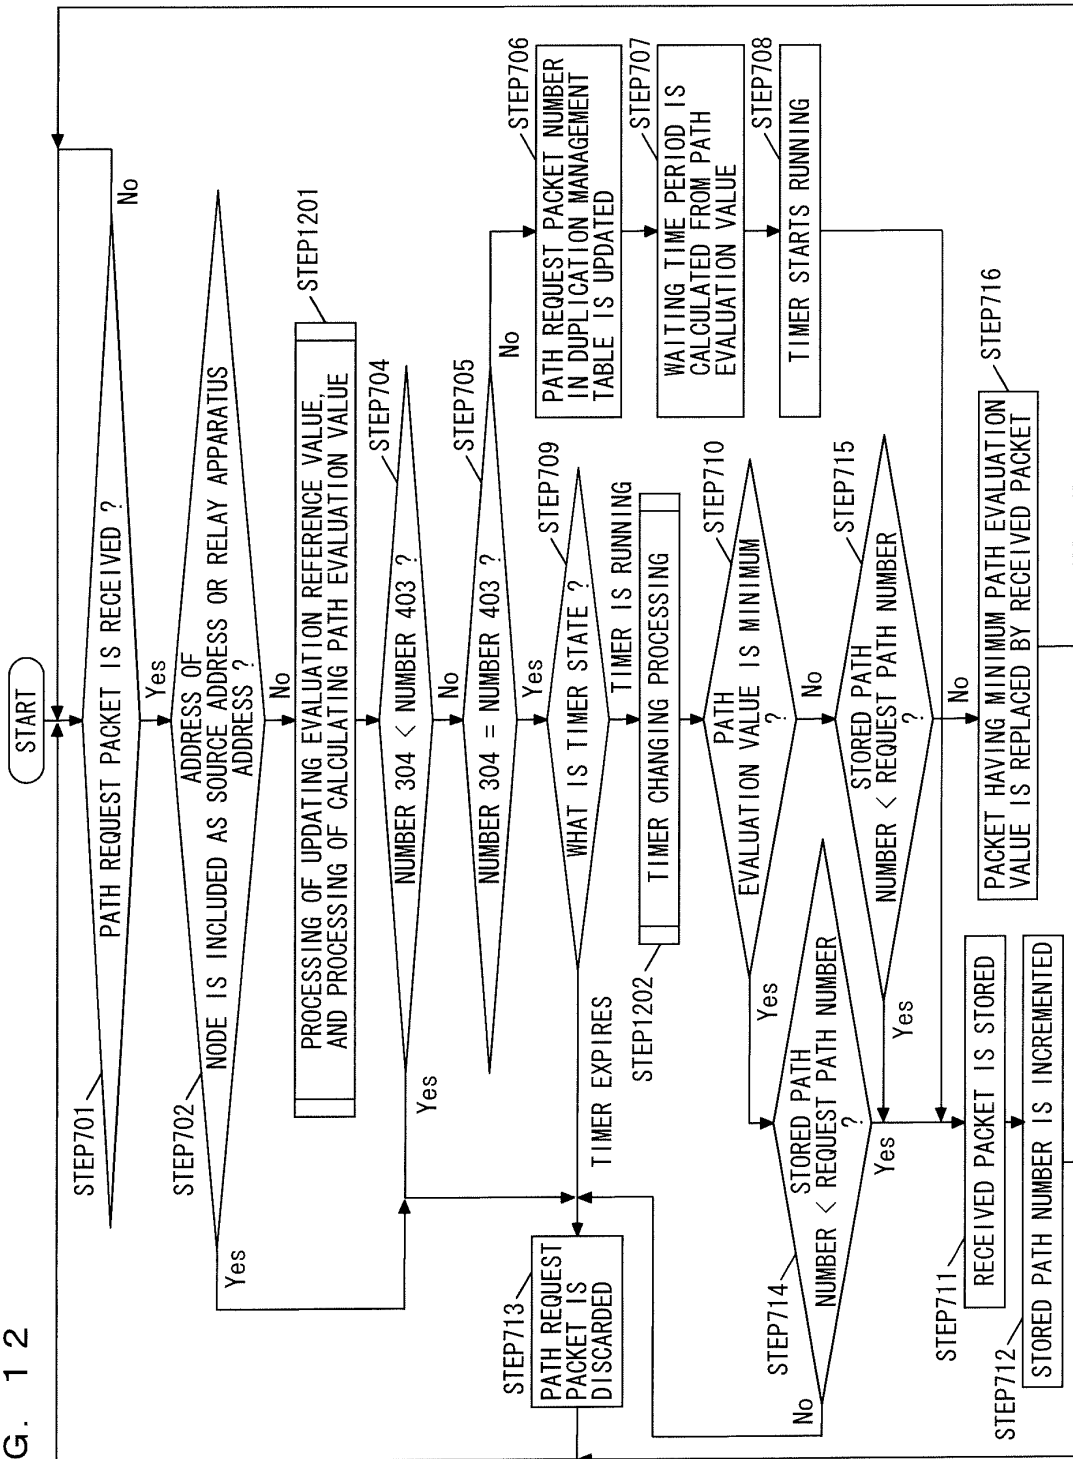 G. 12
START
PATH REQUEST PACKET IS RECEIVED ?
STEP701
No
Yes
ADDRESS OF
NODE IS INCLUDED AS SOURCE ADDRESS OR RELAY APPARATUS
ADDRESS ?
STEP702
Yes
No
PROCESSING OF UPDATING EVALUATION REFERENCE VALUE,
AND PROCESSING OF CALCULATING PATH EVALUATION VALUE
STEP1201
NUMBER 304 < NUMBER 403 ?
STEP704
Yes
No
NUMBER 304 = NUMBER 403 ?
STEP705
No
Yes
PATH REQUEST PACKET NUMBER
IN DUPLICATION MANAGEMENT
TABLE IS UPDATED
STEP706
WAITING TIME PERIOD IS
CALCULATED FROM PATH
EVALUATION VALUE
STEP707
TIMER STARTS RUNNING
STEP708
WHAT IS TIMER STATE ?
STEP709
TIMER EXPIRES
TIMER IS RUNNING
STEP713
PATH REQUEST
PACKET IS
DISCARDED
TIMER CHANGING PROCESSING
STEP1202
PATH
EVALUATION VALUE IS MINIMUM
?
STEP710
Yes
No
STORED PATH
NUMBER < REQUEST PATH NUMBER
?
STEP714
No
Yes
STORED PATH
NUMBER < REQUEST PATH NUMBER
?
STEP715
Yes
No
RECEIVED PACKET IS STORED
STEP711
STORED PATH NUMBER IS INCREMENTED
STEP712
PACKET HAVING MINIMUM PATH EVALUATION
VALUE IS REPLACED BY RECEIVED PACKET
STEP716